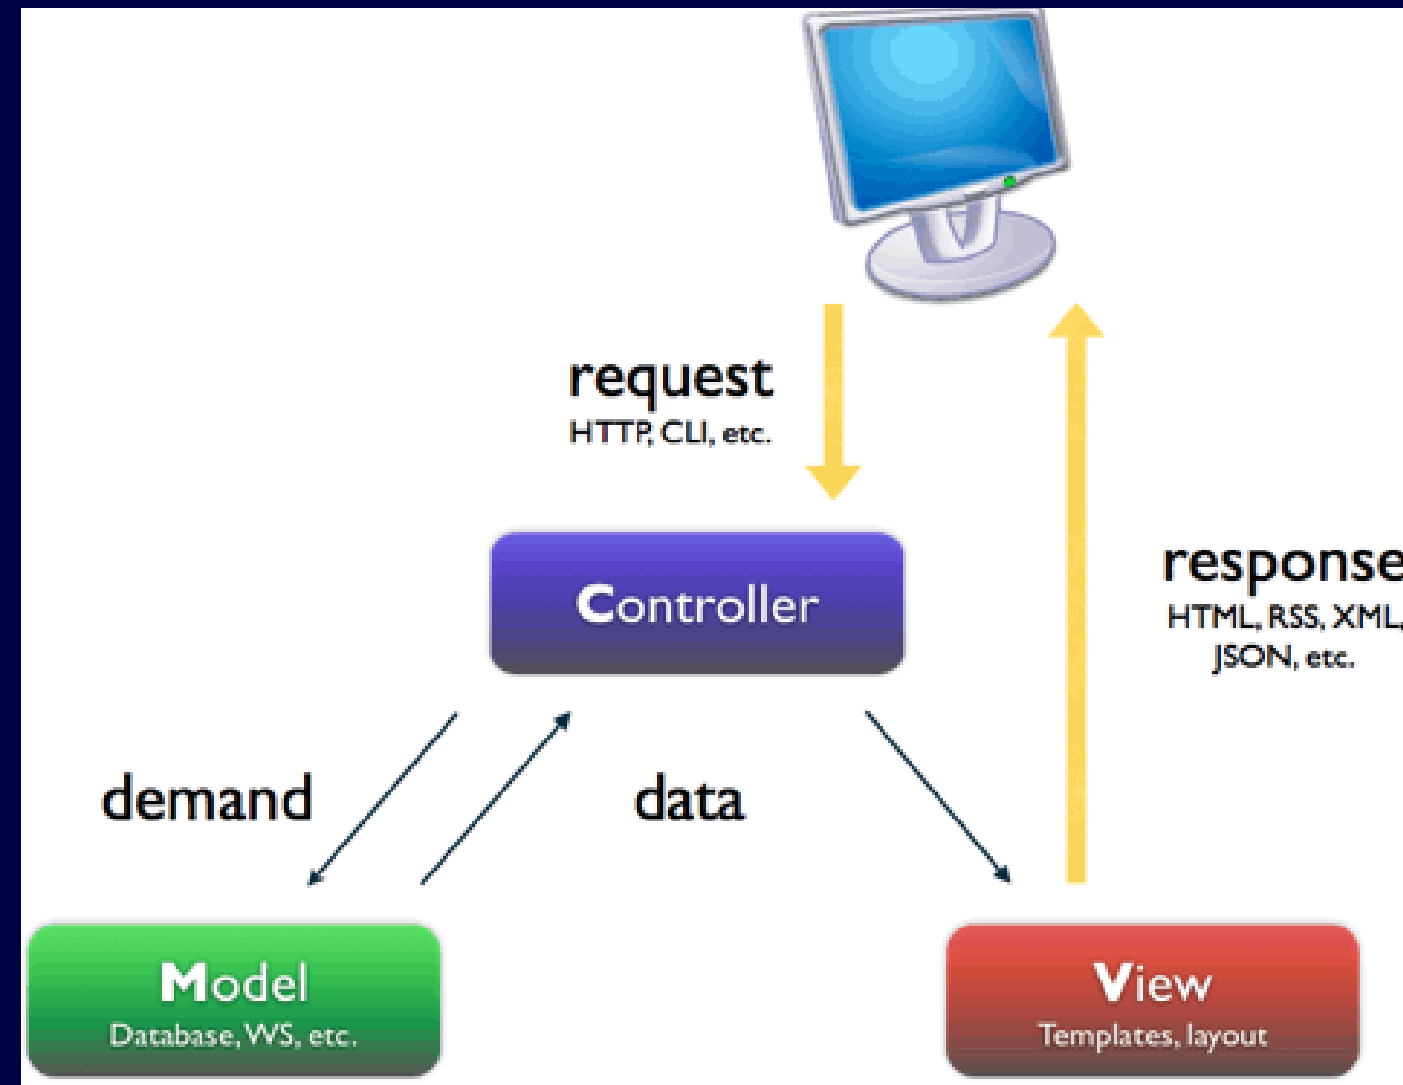 request
HTTP, CLI, etc.
Controller
response
HTML, RSS, XML,
JSON, etc.
demand
data
Model
Database, WS, etc.
View
Templates, layout